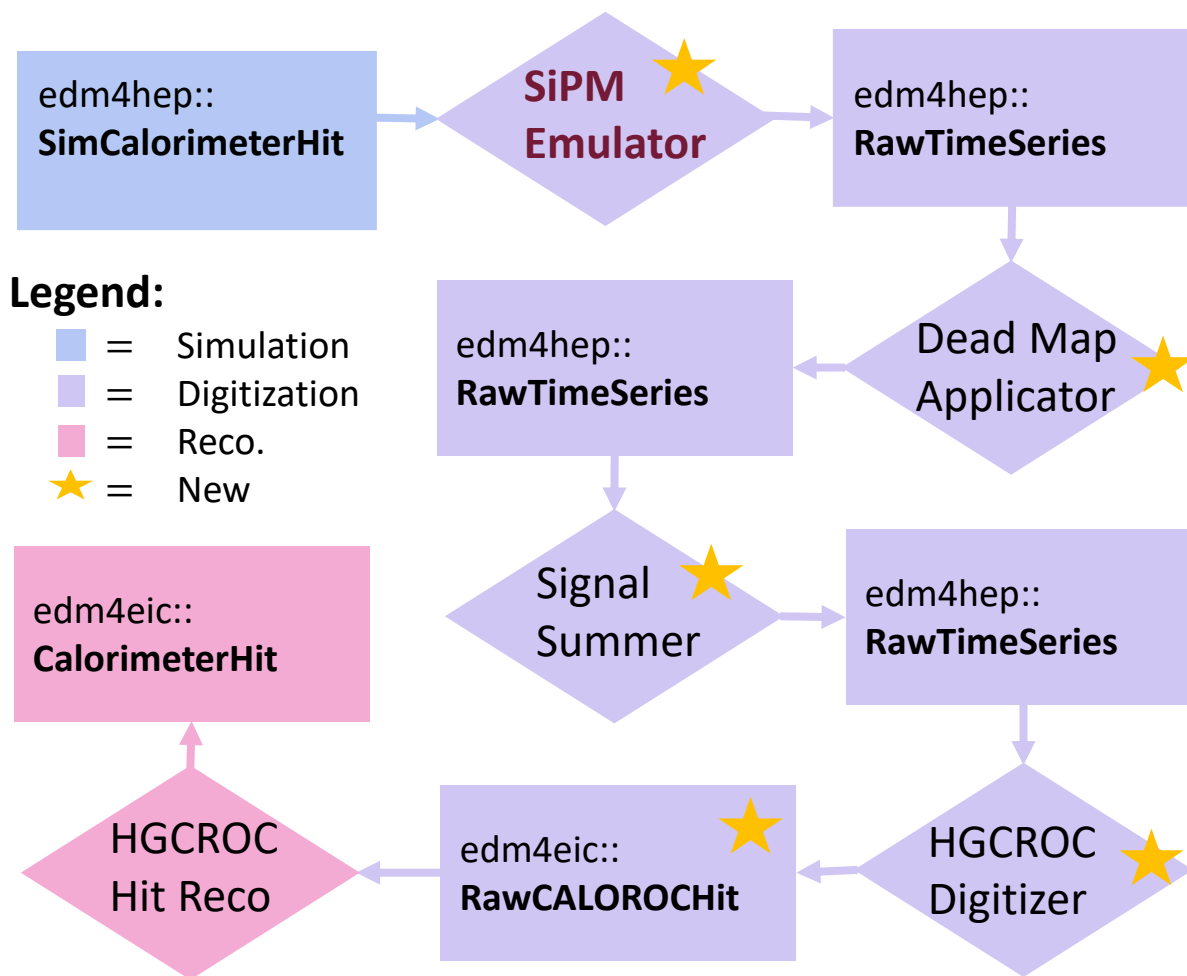 edm4hep::
SimCalorimeterHit
SiPM
Emulator
edm4hep::
RawTimeSeries
Legend:
= Simulation
= Digitization
= Reco.
= New
edm4hep::
RawTimeSeries
Dead Map
Applicator
edm4eic::
CalorimeterHit
Signal
Summer
edm4hep::
RawTimeSeries
HGCROC
Hit Reco
edm4eic::
RawCALOROCHit
HGCROC
Digitizer